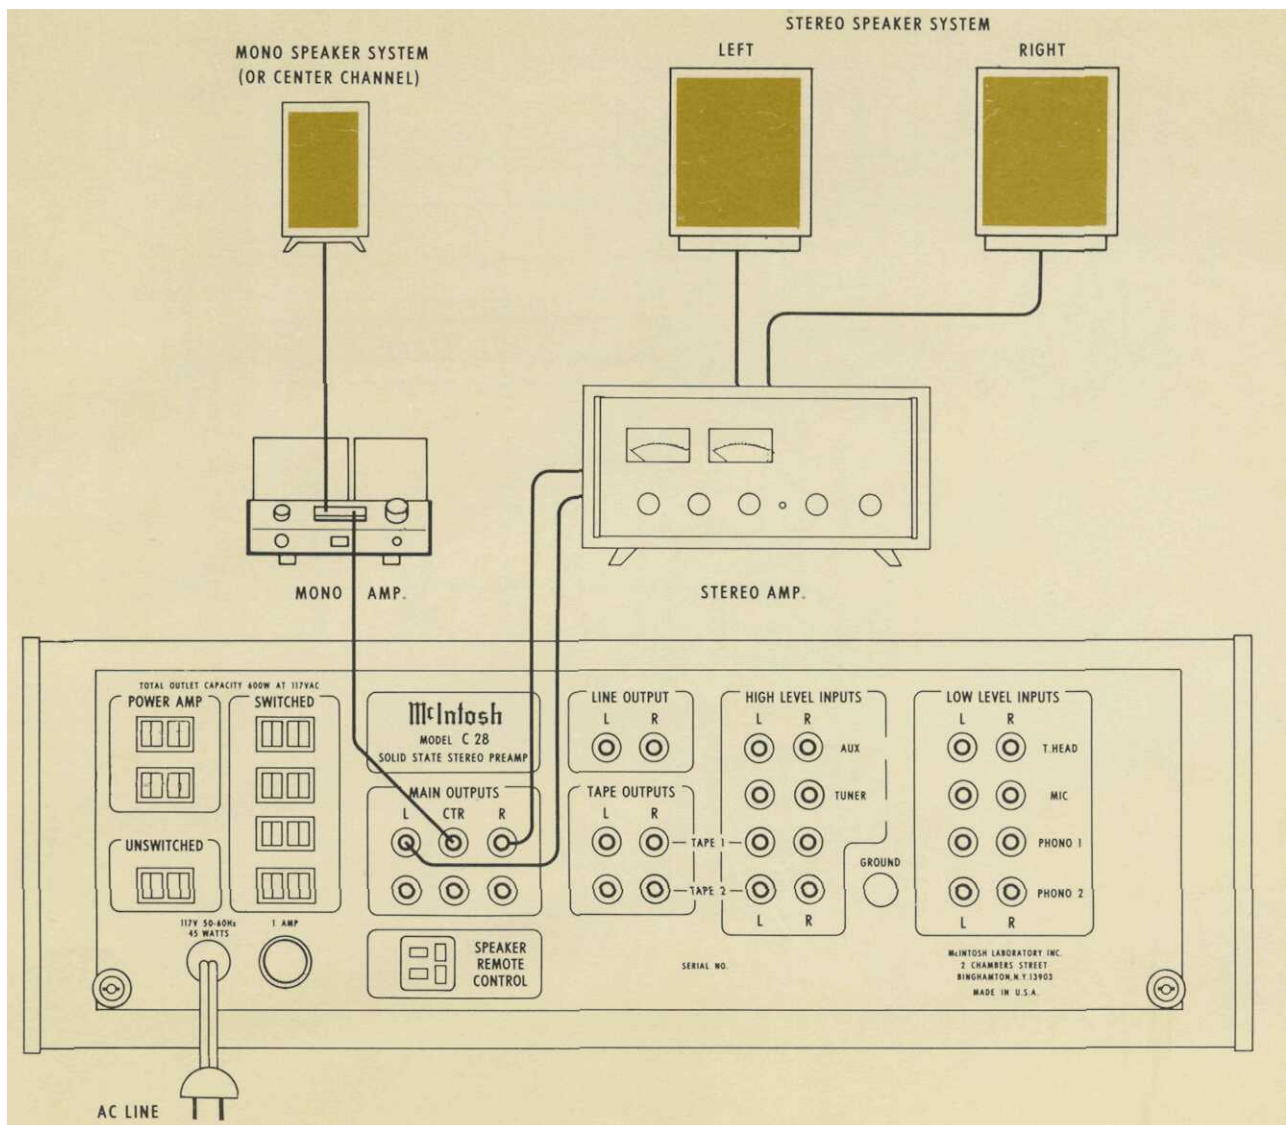 STEREO SPEAKER SYSTEM
MONO SPEAKER SYSTEM
(OR CENTER CHANNEL)
LEFT
RIGHT
MONO AMP.
STEREO AMP.
TOTAL OUTLET CAPACITY 600W AT 117VAC
POWER AMP
SWITCHED
UNSWITCHED
117V 50-60Hz
45 WATTS
1 AMP
McIntosh
MODEL C 28
SOLID STATE STEREO PREAMP
MAIN OUTPUTS
L CTR R
SPEAKER
REMOTE
CONTROL
LINE OUTPUT
L R
TAPE OUTPUTS
L R
TAPE 1
TAPE 2
SERIAL NO.
HIGH LEVEL INPUTS
L R
AUX
TUNER
L R
GROUND
LOW LEVEL INPUTS
L R
T.HEAD
MIC
PHONO 1
PHONO 2
L R
McINTOSH LABORATORY INC.
2 CHAMBERS STREET
BINGHAMTON, N.Y. 13903
MADE IN U.S.A.
AC LINE